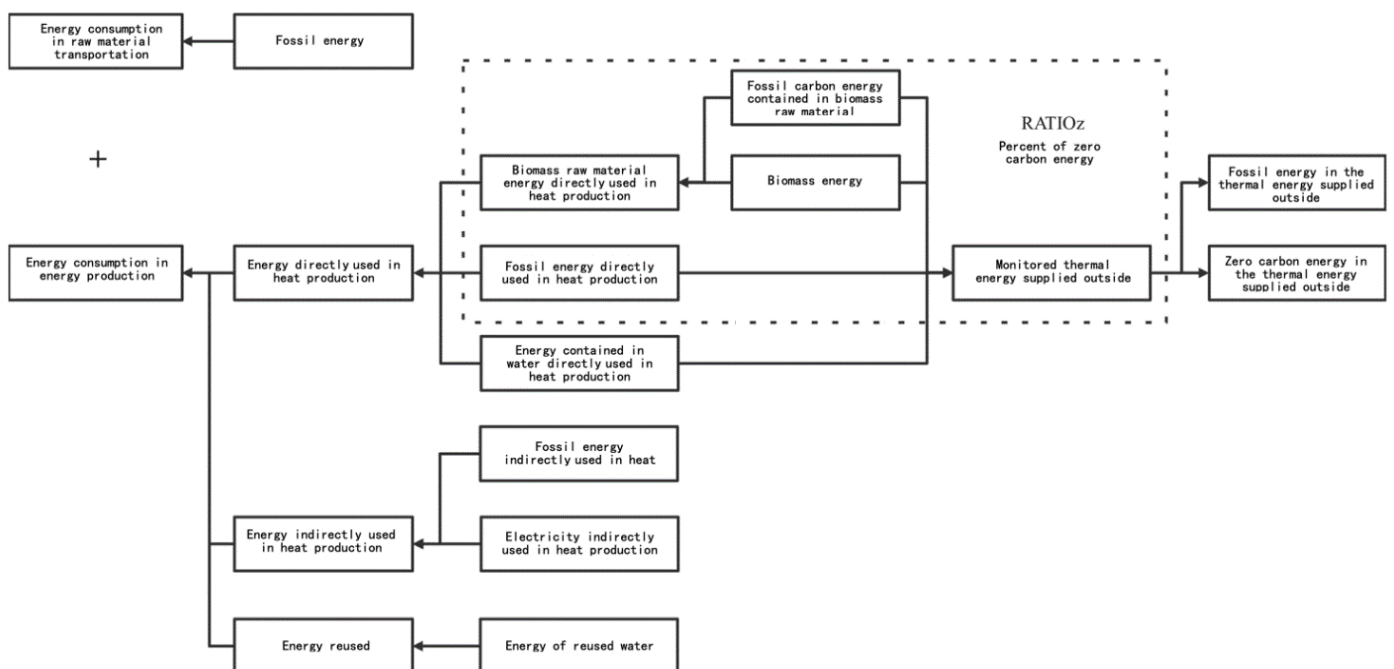 Energy consumption
in raw material
transportation
Fossil energy
Fossil carbon energy
contained in biomass
raw material
RATIOz
Percent of zero
carbon energy
+
Biomass raw material
energy directly used in
heat production
Biomass energy
Fossil energy in the
thermal energy supplied
outside
Energy consumption in
energy production
Energy directly used in
heat production
Fossil energy directly
used in heat production
Monitored thermal
energy supplied outside
Zero carbon energy in
the thermal energy
supplied outside
Energy contained in
water directly used in
heat production
Fossil energy
indirectly used in heat
Energy indirectly used
in heat production
Electricity indirectly
used in heat production
Energy reused
Energy of reused water